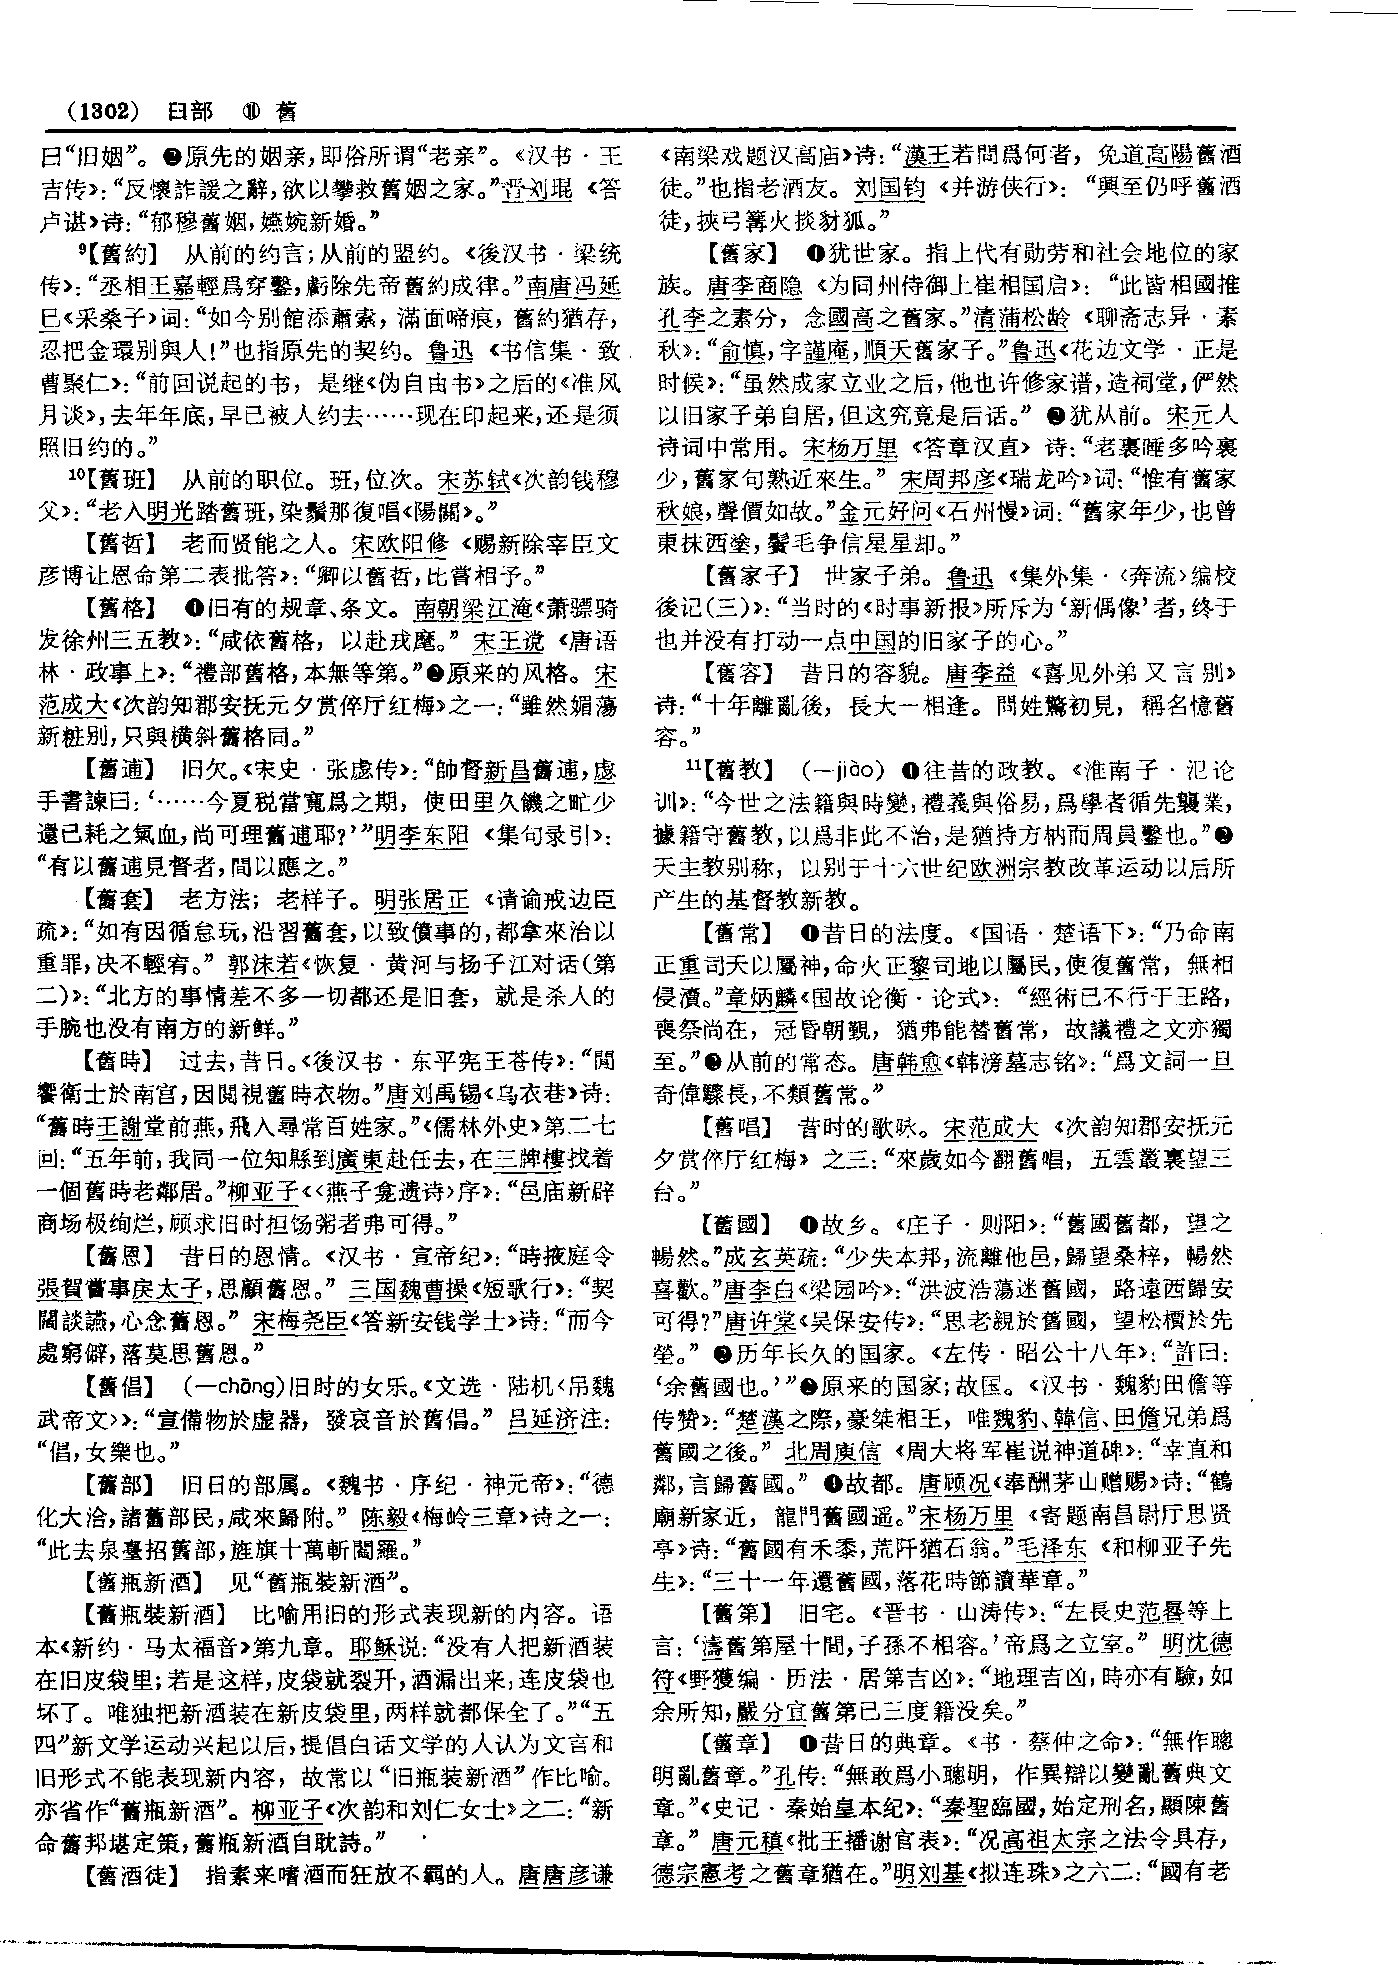 (1302) 臼部 ⑪ 舊
曰“旧姻”。❷原先的姻亲,即俗所谓“老亲”。《汉书·王
吉传》:“反懷詐諼之辭,欲以攀救舊姻之家。”晋刘琨《答
卢谌》诗:“郁穆舊姻,嬿婉新婚。”
⁹【舊約】 从前的约言;从前的盟约。《後汉书·梁统
传》:“丞相王嘉輕爲穿鑿,虧除先帝舊約成律。”南唐冯延
巳《采桑子》词:“如今别館添蕭索,滿面啼痕,舊約猶存,
忍把金環别與人!”也指原先的契约。鲁迅《书信集·致
曹聚仁》:“前回说起的书,是继《伪自由书》之后的《准风
月谈》,去年年底,早已被人约去……现在印起来,还是须
照旧约的。”
¹⁰【舊班】 从前的职位。班,位次。宋苏轼《次韵钱穆
父》:“老入明光踏舊班,染鬚那復唱《陽關》。”
【舊哲】 老而贤能之人。宋欧阳修《赐新除宰臣文
彦博让恩命第二表批答》:“卿以舊哲,比嘗相予。”
【舊格】 ❶旧有的规章、条文。南朝梁江淹《萧骠骑
发徐州三五教》:“咸依舊格,以赴戎麾。” 宋王谠《唐语
林·政事上》:“禮部舊格,本無等第。”❷原来的风格。宋
范成大《次韵知郡安抚元夕赏倅厅红梅》之一:“雖然媚蕩
新粧别,只與横斜舊格同。”
【舊逋】 旧欠。《宋史·张虑传》:“帥督新昌舊逋,虙
手書諫曰:‘……今夏税當寬爲之期,使田里久饑之甿少
還已耗之氣血,尚可理舊逋耶?’”明李东阳《集句录引》:
“有以舊逋見督者,間以應之。”
【舊套】 老方法;老样子。明张居正《请谕戒边臣
疏》:“如有因循怠玩,沿習舊套,以致僨事的,都拿來治以
重罪,决不輕宥。” 郭沫若《恢复·黄河与扬子江对话(第
二)》:“北方的事情差不多一切都还是旧套,就是杀人的
手腕也没有南方的新鲜。”
【舊時】 过去,昔日。《後汉书·东平宪王苍传》:“閲
饗衛士於南宫,因閲視舊時衣物。”唐刘禹锡《乌衣巷》诗:
“舊時王謝堂前燕,飛入尋常百姓家。”《儒林外史》第二七
回:“五年前,我同一位知縣到廣東赴任去,在三牌樓找着
一個舊時老鄰居。”柳亚子《〈燕子龛遗诗〉序》:“邑庙新辟
商场极绚烂,顾求旧时担饧粥者弗可得。”
【舊恩】 昔日的恩情。《汉书·宣帝纪》:“時掖庭令
張賀嘗事戾太子,思顧舊恩。” 三国魏曹操《短歌行》:“契
闊談讌,心念舊恩。” 宋梅尧臣《答新安钱学士》诗:“而今
處窮僻,落莫思舊恩。”
【舊倡】 (—chāng)旧时的女乐。《文选·陆机〈吊魏
武帝文〉》:“宣備物於虚器,發哀音於舊倡。” 吕延济注:
“倡,女樂也。”
【舊部】 旧日的部属。《魏书·序纪·神元帝》:“德
化大洽,諸舊部民,咸來歸附。” 陈毅《梅岭三章》诗之一:
“此去泉臺招舊部,旌旗十萬斬閻羅。”
【舊瓶新酒】 见“舊瓶裝新酒”。
【舊瓶裝新酒】 比喻用旧的形式表现新的内容。语
本《新约·马太福音》第九章。耶稣说:“没有人把新酒装
在旧皮袋里;若是这样,皮袋就裂开,酒漏出来,连皮袋也
坏了。唯独把新酒装在新皮袋里,两样就都保全了。”“五
四”新文学运动兴起以后,提倡白话文学的人认为文言和
旧形式不能表现新内容,故常以“旧瓶装新酒”作比喻。
亦省作“舊瓶新酒”。柳亚子《次韵和刘仁女士》之二:“新
命舊邦堪定策,舊瓶新酒自耽詩。”
【舊酒徒】 指素来嗜酒而狂放不羁的人。唐唐彦谦
《南梁戏题汉高庙》诗:“漢王若問爲何者,免道高陽舊酒
徒。”也指老酒友。刘国钧《并游侠行》:“興至仍呼舊酒
徒,挾弓篝火掞豺狐。”
【舊家】 ❶犹世家。指上代有勋劳和社会地位的家
族。唐李商隐《为同州侍御上崔相国启》:“此皆相國推
孔李之素分,念國高之舊家。”清蒲松龄《聊斋志异·素
秋》:“俞慎,字謹庵,順天舊家子。”鲁迅《花边文学·正是
时候》:“虽然成家立业之后,他也许修家谱,造祠堂,俨然
以旧家子弟自居,但这究竟是后话。” ❷犹从前。宋元人
诗词中常用。宋杨万里《答章汉直》诗:“老裏睡多吟裏
少,舊家句熟近來生。” 宋周邦彦《瑞龙吟》词:“惟有舊家
秋娘,聲價如故。”金元好问《石州慢》词:“舊家年少,也曾
東抹西塗,鬢毛争信星星却。”
【舊家子】 世家子弟。鲁迅《集外集·〈奔流〉编校
後记(三)》:“当时的《时事新报》所斥为‘新偶像’者,终于
也并没有打动一点中国的旧家子的心。”
【舊容】 昔日的容貌。唐李益《喜见外弟又言别》
诗:“十年離亂後,長大一相逢。問姓驚初見,稱名憶舊
容。”
¹¹【舊教】 (—jiào) ❶往昔的政教。《淮南子·氾论
训》:“今世之法籍與時變,禮義與俗易,爲學者循先襲業,
據籍守舊教,以爲非此不治,是猶持方枘而周員鑿也。”❷
天主教别称,以别于十六世纪欧洲宗教改革运动以后所
产生的基督教新教。
【舊常】 ❶昔日的法度。《国语·楚语下》:“乃命南
正重司天以屬神,命火正黎司地以屬民,使復舊常,無相
侵瀆。”章炳麟《国故论衡·论式》:“經術已不行于王路,
喪祭尚在,冠昏朝覲,猶弗能替舊常,故議禮之文亦獨
至。”❷从前的常态。唐韩愈《韩滂墓志铭》:“爲文詞一旦
奇偉驟長,不類舊常。”
【舊唱】 昔时的歌咏。宋范成大《次韵知郡安抚元
夕赏倅厅红梅》之三:“來歲如今翻舊唱,五雲叢裏望三
台。”
【舊國】 ❶故乡。《庄子·则阳》:“舊國舊都,望之
暢然。”成玄英疏:“少失本邦,流離他邑,歸望桑梓,暢然
喜歡。”唐李白《梁园吟》:“洪波浩蕩迷舊國,路遠西歸安
可得?”唐许棠《吴保安传》:“思老親於舊國,望松檟於先
塋。” ❷历年长久的国家。《左传·昭公十八年》:“許曰:
‘余舊國也。’”❸原来的国家;故国。《汉书·魏豹田儋等
传赞》:“楚漢之際,豪桀相王,唯魏豹、韓信、田儋兄弟爲
舊國之後。” 北周庾信《周大将军崔说神道碑》:“幸直和
鄰,言歸舊國。” ❹故都。唐顾况《奉酬茅山赠赐》诗:“鶴
廟新家近,龍門舊國遥。”宋杨万里《寄题南昌尉厅思贤
亭》诗:“舊國有禾黍,荒阡猶石翁。”毛泽东《和柳亚子先
生》:“三十一年還舊國,落花時節讀華章。”
【舊第】 旧宅。《晋书·山涛传》:“左長史范晷等上
言:‘濤舊第屋十間,子孫不相容。’帝爲之立室。” 明沈德
符《野獲编·历法·居第吉凶》:“地理吉凶,時亦有驗,如
余所知,嚴分宜舊第已三度籍没矣。”
【舊章】 ❶昔日的典章。《书·蔡仲之命》:“無作聰
明亂舊章。”孔传:“無敢爲小聰明,作異辯以變亂舊典文
章。”《史记·秦始皇本纪》:“秦聖臨國,始定刑名,顯陳舊
章。” 唐元稹《批王播谢官表》:“况高祖太宗之法令具存,
德宗憲考之舊章猶在。”明刘基《拟连珠》之六二:“國有老